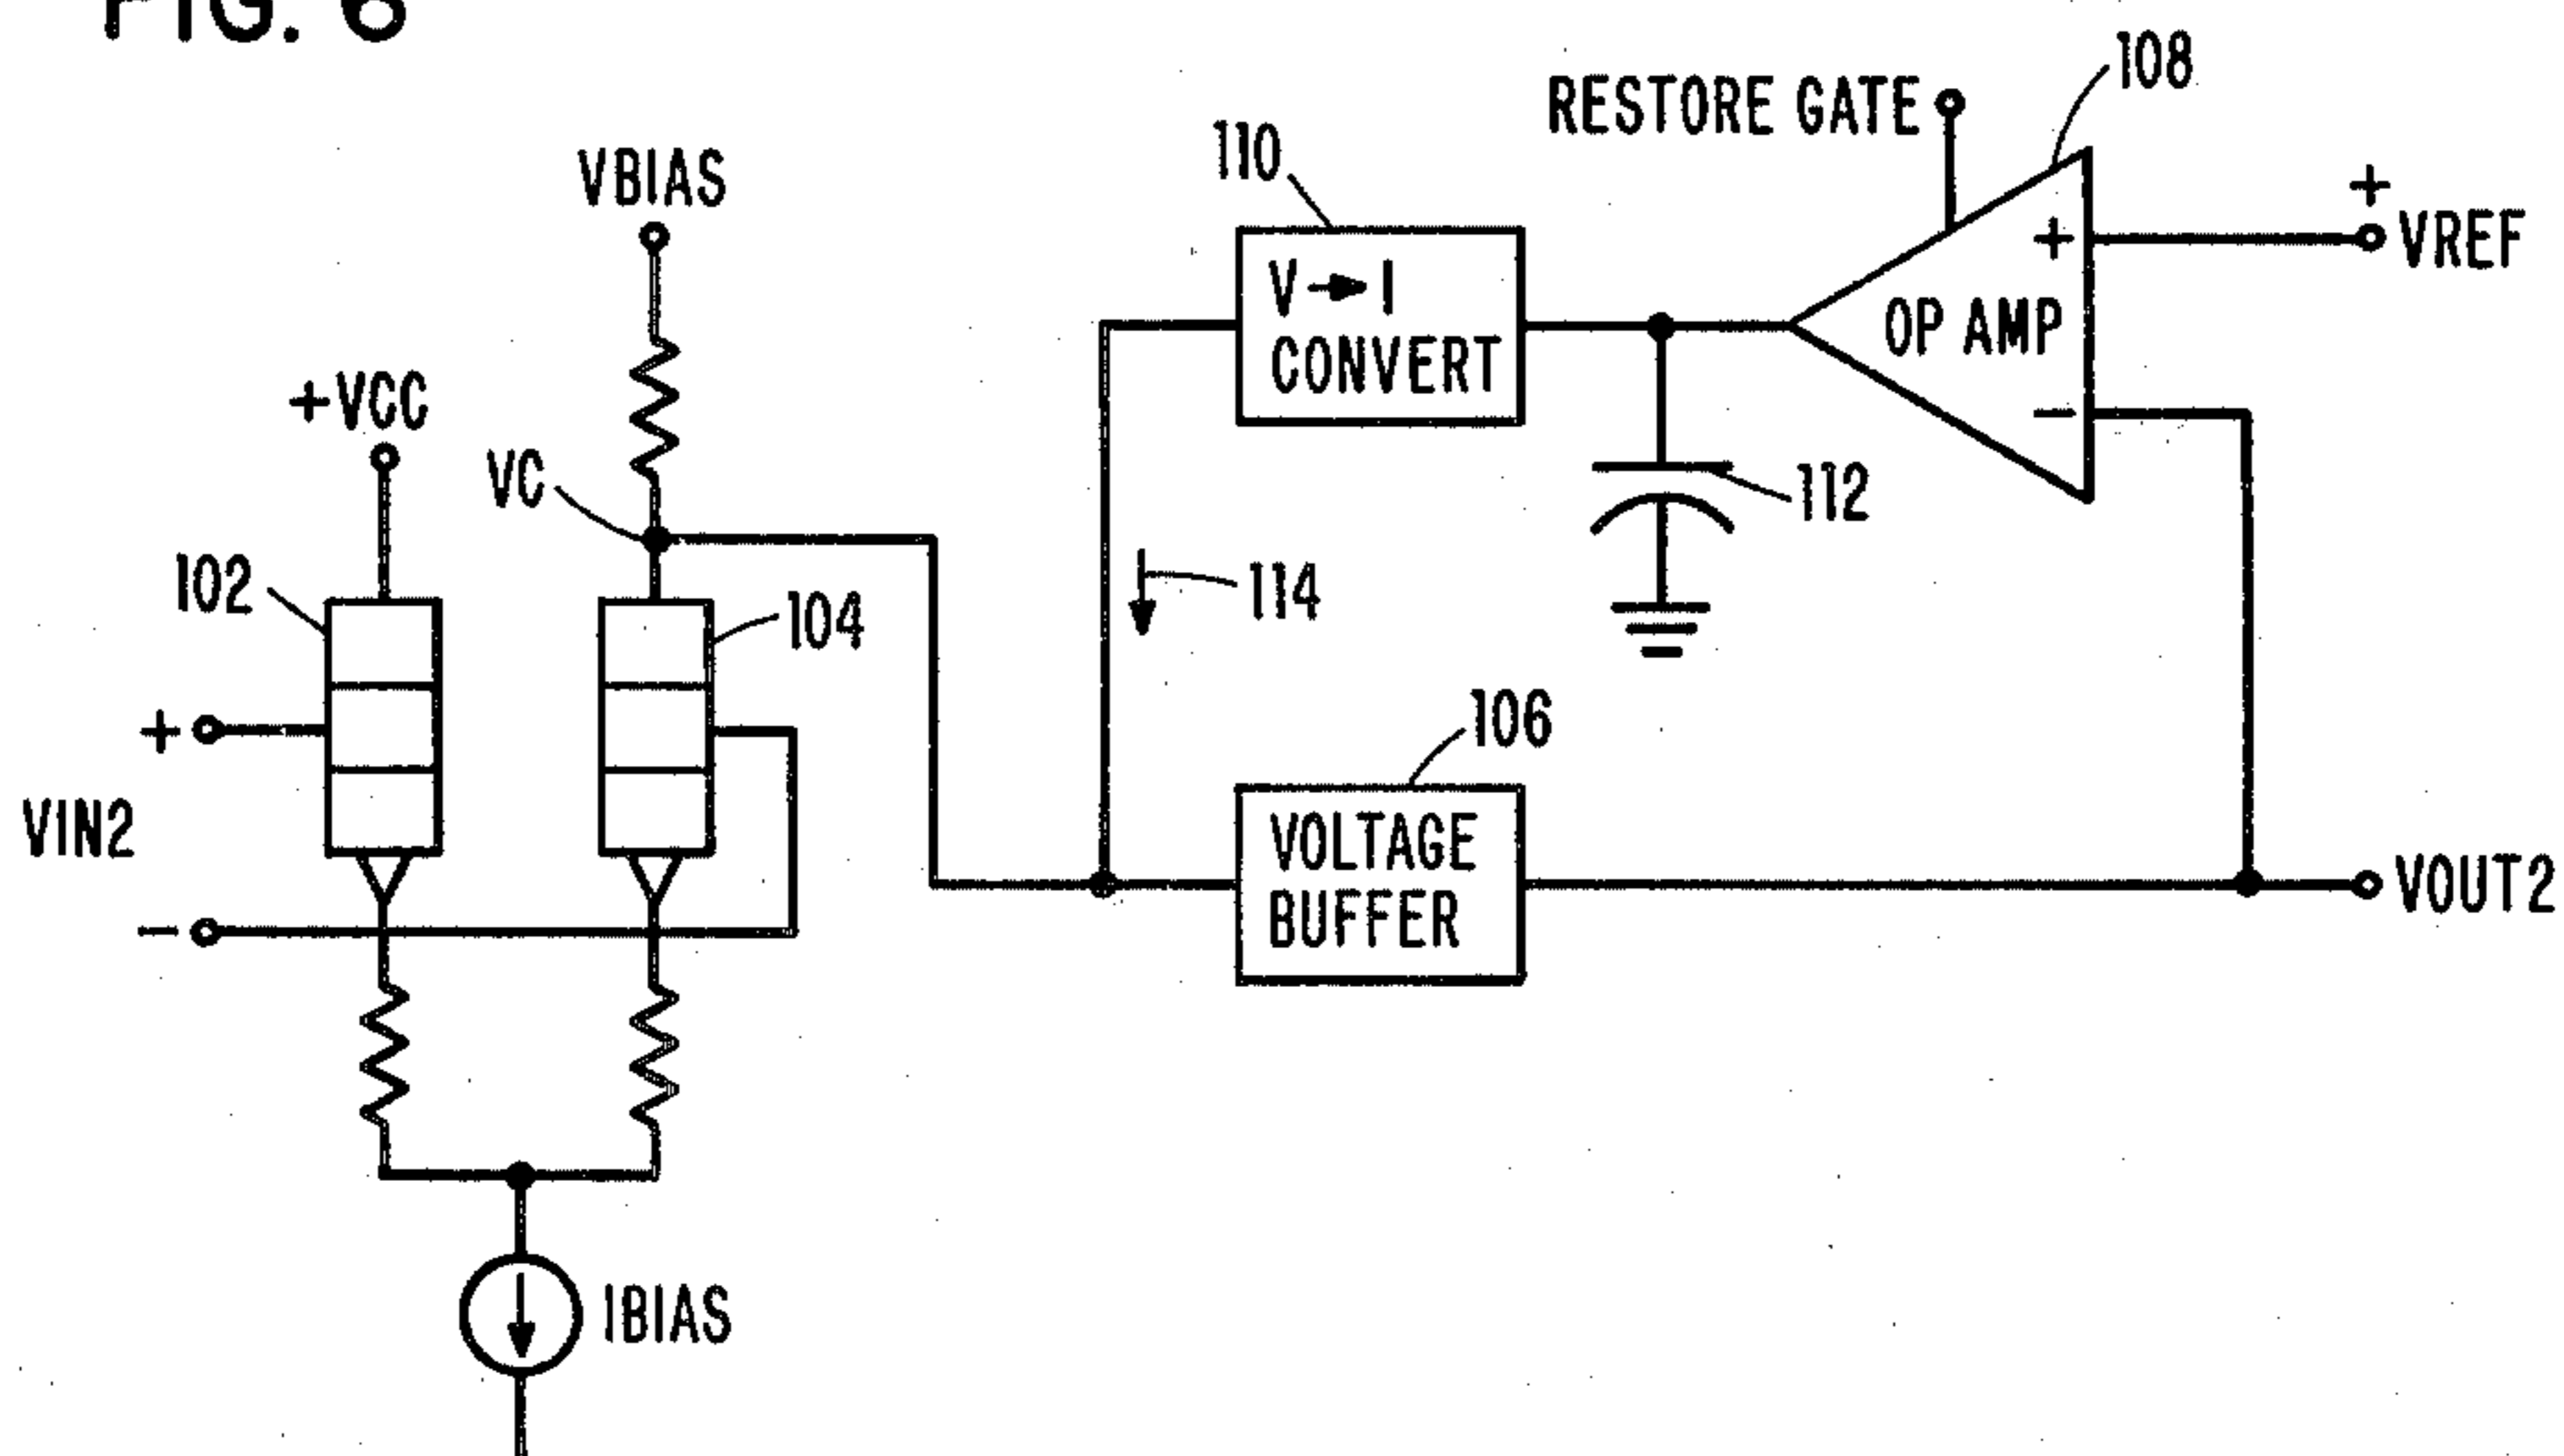 FIG. 6
108
RESTORE GATE
110
VBIAS
+
+
VREF
V → I
CONVERT
OP AMP
+VCC
−
VC
112
102
114
104
106
+
VOLTAGE
BUFFER
VIN2
VOUT2
−
IBIAS